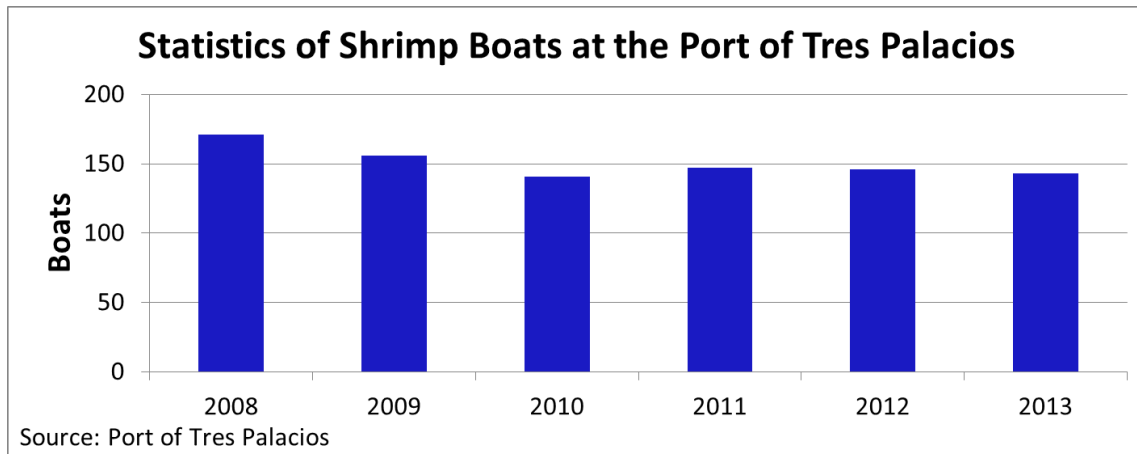 Statistics of Shrimp Boats at the Port of Tres Palacios
200
150
100
50
0
Boats
2008 2009 2010 2011 2012 2013
Source: Port of Tres Palacios